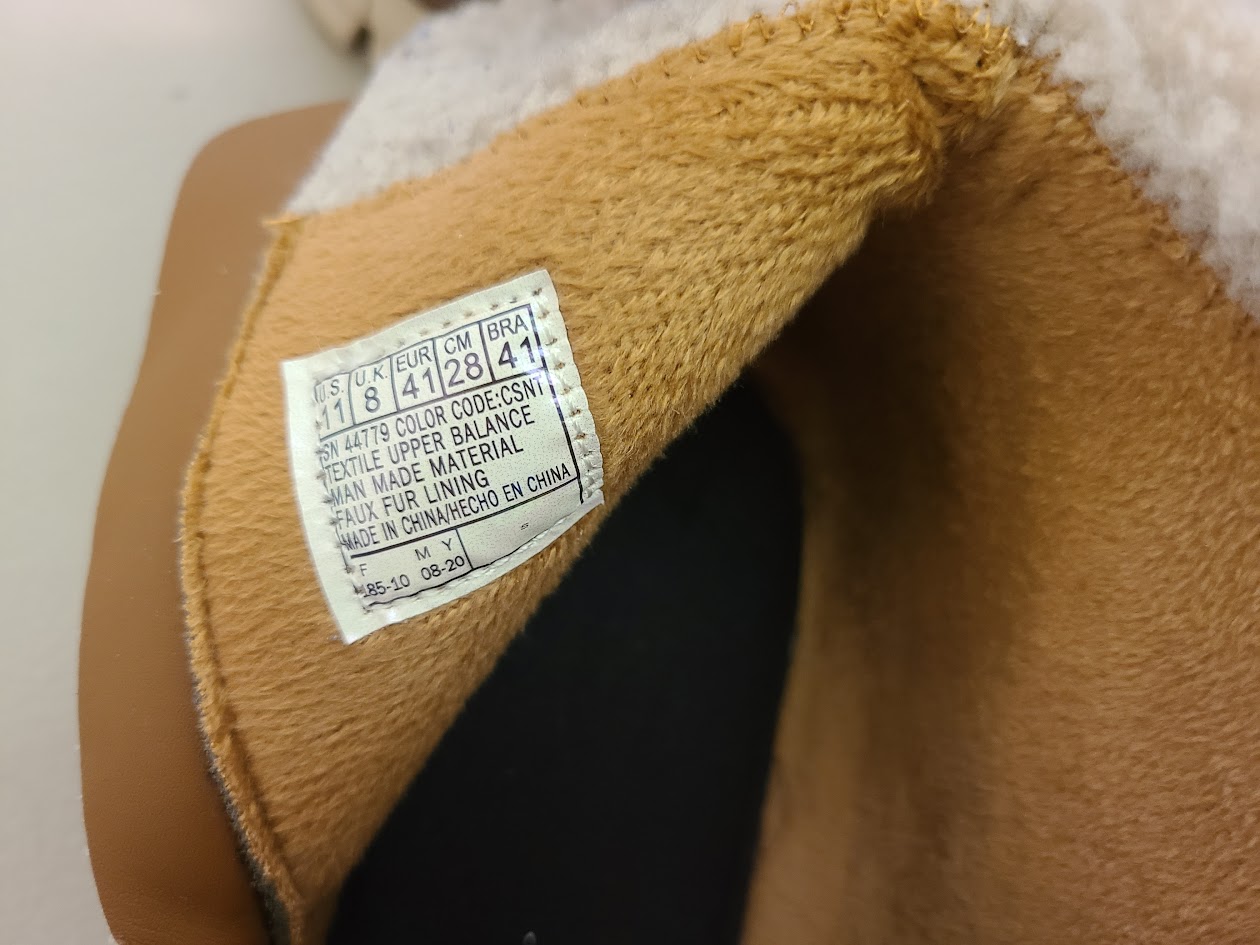 U.S. U.K EUR CM BRA
11 8 41 28 41
SN 44779 COLOR CODE:CSNT
TEXTILE UPPER BALANCE
MAN MADE MATERIAL
FAUX FUR LINING
MADE IN CHINA/HECHO EN CHINA
F M Y
185-10 08-20